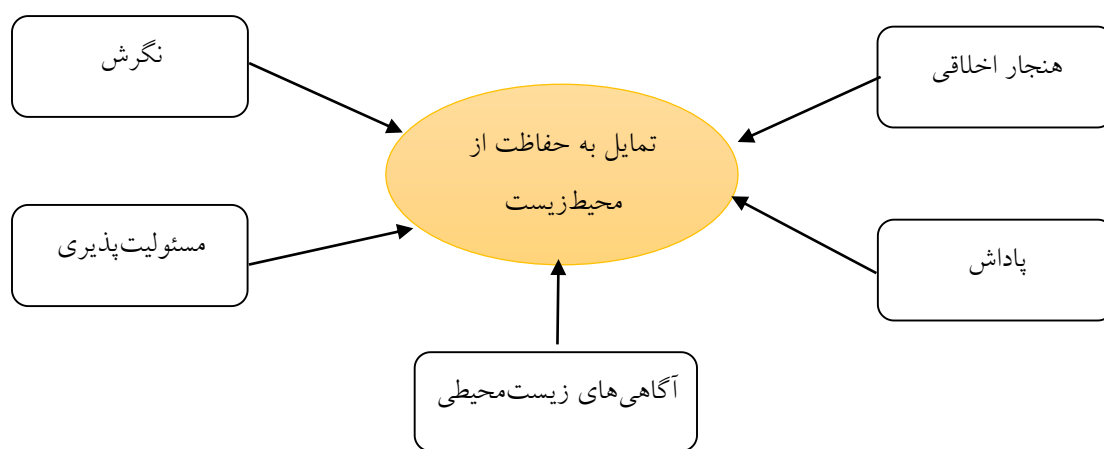 هنجار اخلاقی
نگرش
تمایل به حفاظت از
محیط‌زیست
پاداش
مسئولیت‌پذیری
آگاهی‌های زیست‌محیطی